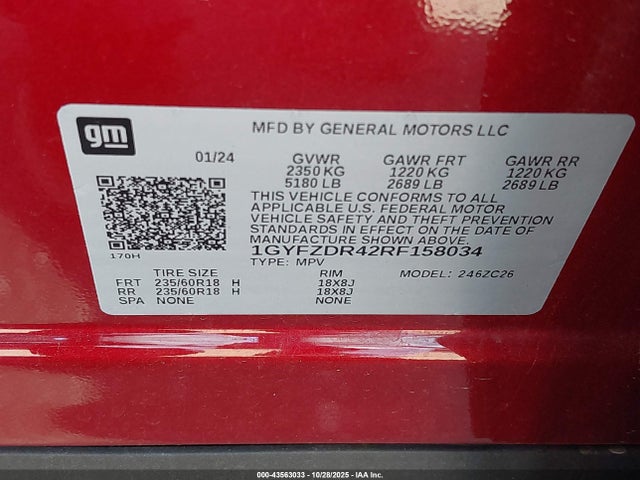 gm
MFD BY GENERAL MOTORS LLC
01/24 GVWR GAWR FRT GAWR RR
2350 KG 1220 KG 1220 KG
5180 LB 2689 LB 2689 LB
THIS VEHICLE CONFORMS TO ALL
APPLICABLE U.S. FEDERAL MOTOR
VEHICLE SAFETY AND THEFT PREVENTION
STANDARDS IN EFFECT ON THE DATE OF
MANUFACTURE SHOWN ABOVE.
170H 1GYFZDR42RF158034
TYPE: MPV MODEL: 246ZC26
TIRE SIZE RIM
FRT 235/60R18 H 18X8J
RR 235/60R18 H 18X8J
SPA NONE NONE
000-43563033 | 10/28/2025 - IAA Inc.